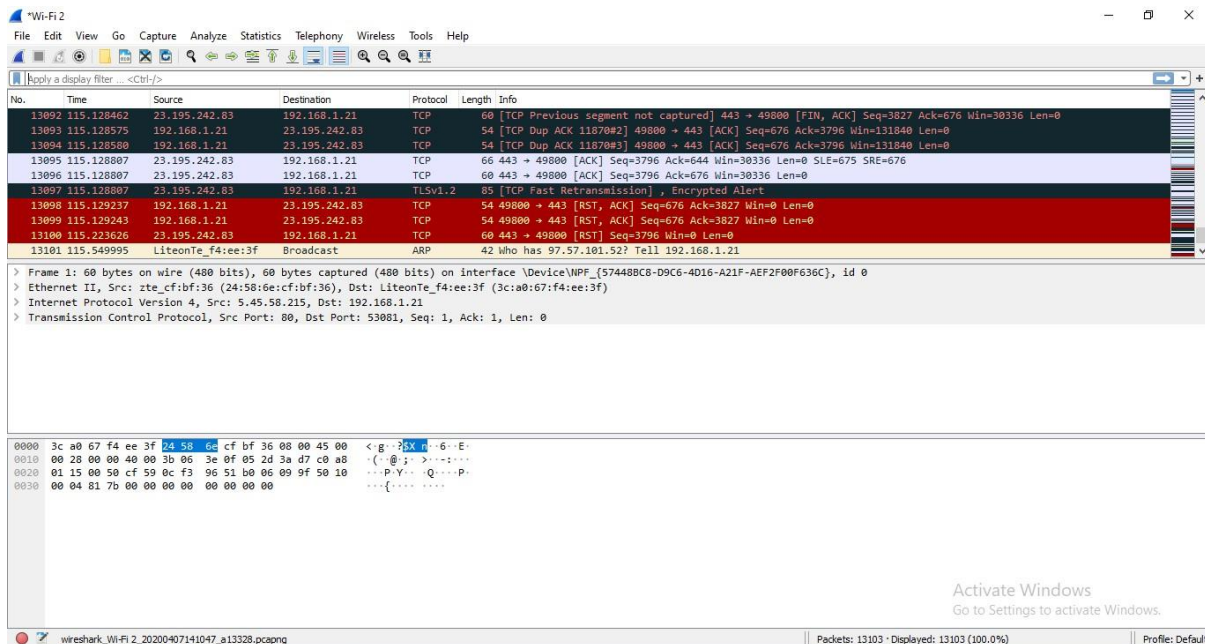 *Wi-Fi 2
File Edit View Go Capture Analyze Statistics Telephony Wireless Tools Help
Apply a display filter ... <Ctrl-/>
No. Time Source Destination Protocol Length Info
13092 115.128462 23.195.242.83 192.168.1.21 TCP 60 [TCP Previous segment not captured] 443 → 49800 [FIN, ACK] Seq=3827 Ack=676 Win=30336 Len=0
13093 115.128575 192.168.1.21 23.195.242.83 TCP 54 [TCP Dup ACK 11870#2] 49800 → 443 [ACK] Seq=676 Ack=3796 Win=131840 Len=0
13094 115.128580 192.168.1.21 23.195.242.83 TCP 54 [TCP Dup ACK 11870#3] 49800 → 443 [ACK] Seq=676 Ack=3796 Win=131840 Len=0
13095 115.128807 23.195.242.83 192.168.1.21 TCP 66 443 → 49800 [ACK] Seq=3796 Ack=644 Win=30336 Len=0 SLE=675 SRE=676
13096 115.128807 23.195.242.83 192.168.1.21 TCP 60 443 → 49800 [ACK] Seq=3796 Ack=676 Win=30336 Len=0
13097 115.128807 23.195.242.83 192.168.1.21 TLSv1.2 85 [TCP Fast Retransmission] , Encrypted Alert
13098 115.129237 192.168.1.21 23.195.242.83 TCP 54 49800 → 443 [RST, ACK] Seq=676 Ack=3827 Win=0 Len=0
13099 115.129243 192.168.1.21 23.195.242.83 TCP 54 49800 → 443 [RST, ACK] Seq=676 Ack=3827 Win=0 Len=0
13100 115.223626 23.195.242.83 192.168.1.21 TCP 60 443 → 49800 [RST] Seq=3796 Win=0 Len=0
13101 115.549995 LiteonTe_f4:ee:3f Broadcast ARP 42 Who has 97.57.101.52? Tell 192.168.1.21
> Frame 1: 60 bytes on wire (480 bits), 60 bytes captured (480 bits) on interface \Device\NPF_{57448BC8-D9C6-4D16-A21F-AEF2F00F636C}, id 0
> Ethernet II, Src: zte_cf:bf:36 (24:58:6e:cf:bf:36), Dst: LiteonTe_f4:ee:3f (3c:a0:67:f4:ee:3f)
> Internet Protocol Version 4, Src: 5.45.58.215, Dst: 192.168.1.21
> Transmission Control Protocol, Src Port: 80, Dst Port: 53081, Seq: 1, Ack: 1, Len: 0
0000 3c a0 67 f4 ee 3f 24 58 6e cf bf 36 08 00 45 00 <·g··?$X n··6··E·
0010 00 28 00 00 40 00 3b 06 3e 0f 05 2d 3a d7 c0 a8 ·(··@·;· >··-:···
0020 01 15 00 50 cf 59 0c f3 96 51 b0 06 09 9f 50 10 ···P·Y·· ·Q····P·
0030 00 04 81 7b 00 00 00 00 00 00 00 00 ···{···· ····
Activate Windows
Go to Settings to activate Windows.
wireshark_Wi-Fi 2_20200407141047_a13328.pcapng Packets: 13103 · Displayed: 13103 (100.0%) Profile: Default